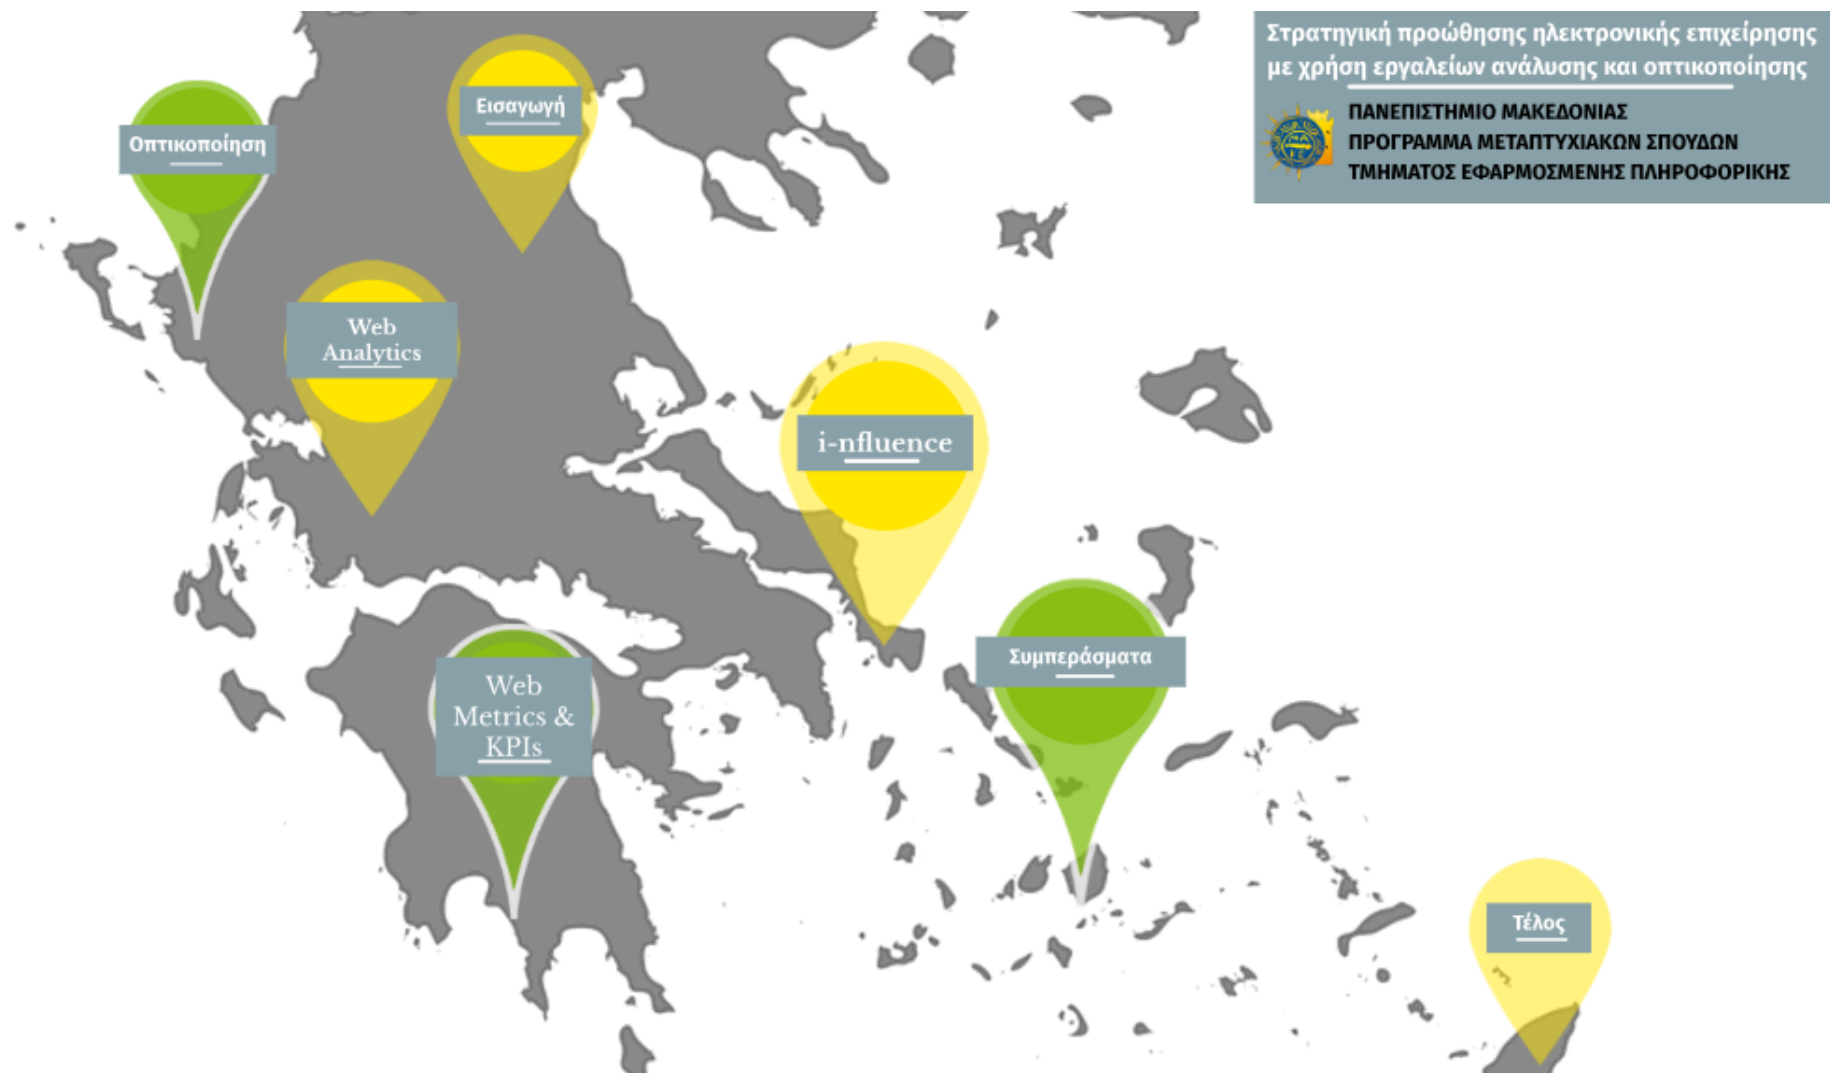 Στρατηγική προώθησης ηλεκτρονικής επιχείρησης
με χρήση εργαλείων ανάλυσης και οπτικοποίησης
ΠΑΝΕΠΙΣΤΗΜΙΟ ΜΑΚΕΔΟΝΙΑΣ
ΠΡΟΓΡΑΜΜΑ ΜΕΤΑΠΤΥΧΙΑΚΩΝ ΣΠΟΥΔΩΝ
ΤΜΗΜΑΤΟΣ ΕΦΑΡΜΟΣΜΕΝΗΣ ΠΛΗΡΟΦΟΡΙΚΗΣ
Εισαγωγή
Οπτικοποίηση
Web
Analytics
i-nfluence
Συμπεράσματα
Web
Metrics &
KPIs
Τέλος